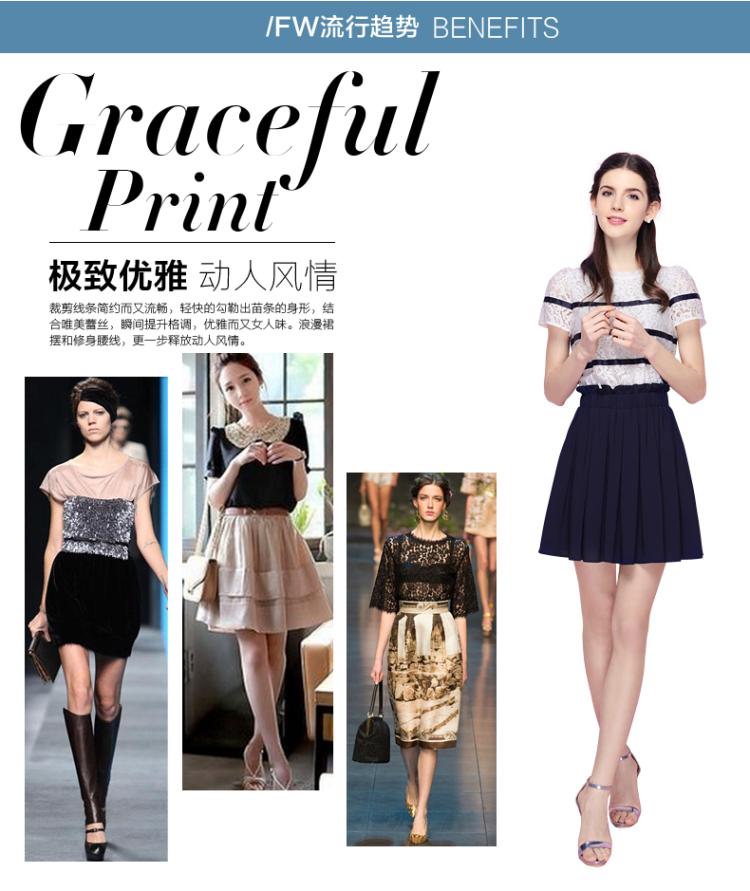 /FW流行趋势 BENEFITS
Graceful
Print
极致优雅 动人风情
裁剪线条简约而又流畅，轻快的勾勒出苗条的身形，结
合唯美蕾丝，瞬间提升格调，优雅而又女人味。浪漫裙
摆和修身腰线，更一步释放动人风情。